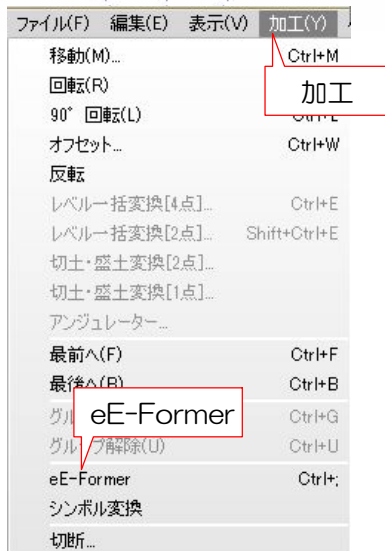 ファイル(F) 編集(E) 表示(V) 加工(Y)
移動(M)... Ctrl+M
加工
回転(R)
90° 回転(L)
オフセット... Ctrl+W
反転
レベル一括変換[4点]... Ctrl+E
レベル一括変換[2点]... Shift+Ctrl+E
切土・盛土変換[2点]...
切土・盛土変換[1点]...
アンジュレーター...
最前へ(F) Ctrl+F
最後へ(B) Ctrl+B
eE-Former
Ctrl+G
グループ解除(U) Ctrl+U
eE-Former Ctrl+;
シンボル変換
切断...